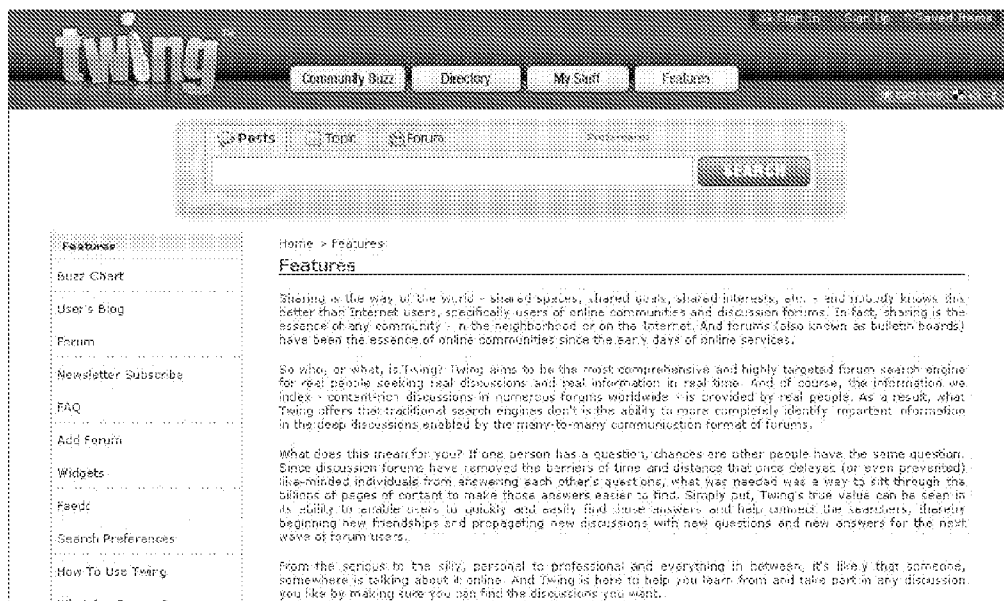 twing
Sign In Sign Up Saved Items
Community Buzz Directory My Stuff Features
Posts Topic Forum Preferences
SEARCH
Features
Buzz Chart
User's Blog
Forum
Newsletter Subscribe
FAQ
Add Forum
Widgets
Feeds
Search Preferences
How To Use Twing
Home > Features
Features
Sharing is the way of the world - shared spaces, shared goals, shared interests, etc. - and nobody knows this
better than Internet users, specifically users of online communities and discussion forums. In fact, sharing is the
essence of any community - in the neighborhood or on the Internet. And forums (also known as bulletin boards)
have been the essence of online communities since the early days of online services.
So who, or what, is Twing? Twing aims to be the most comprehensive and highly targeted forum search engine
for real people seeking real discussions and real information in real time. And of course, the information we
index - content-rich discussions in numerous forums worldwide - is provided by real people. As a result, what
Twing offers that traditional search engines don't is the ability to more completely identify important information
in the deep discussions enabled by the many-to-many communication format of forums.
What does this mean for you? If one person has a question, chances are other people have the same question.
Since discussion forums have removed the barriers of time and distance that once delayed (or even prevented)
like-minded individuals from answering each other's questions, what was needed was a way to sift through the
billions of pages of content to make those answers easier to find. Simply put, Twing's true value can be seen in
its ability to enable users to quickly and easily find those answers and help connect the searchers, thereby
beginning new friendships and propagating new discussions with new questions and new answers for the next
wave of forum users.
From the serious to the silly, personal to professional and everything in between, it's likely that someone,
somewhere is talking about it online. And Twing is here to help you learn from and take part in any discussion
you like by making sure you can find the discussions you want.